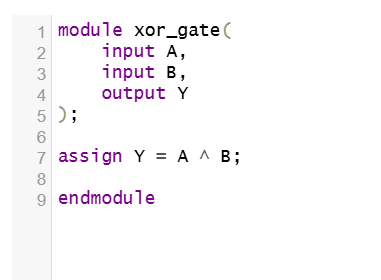 1 module xor_gate(
2     input A,
3     input B,
4     output Y
5 );
6
7 assign Y = A ^ B;
8
9 endmodule